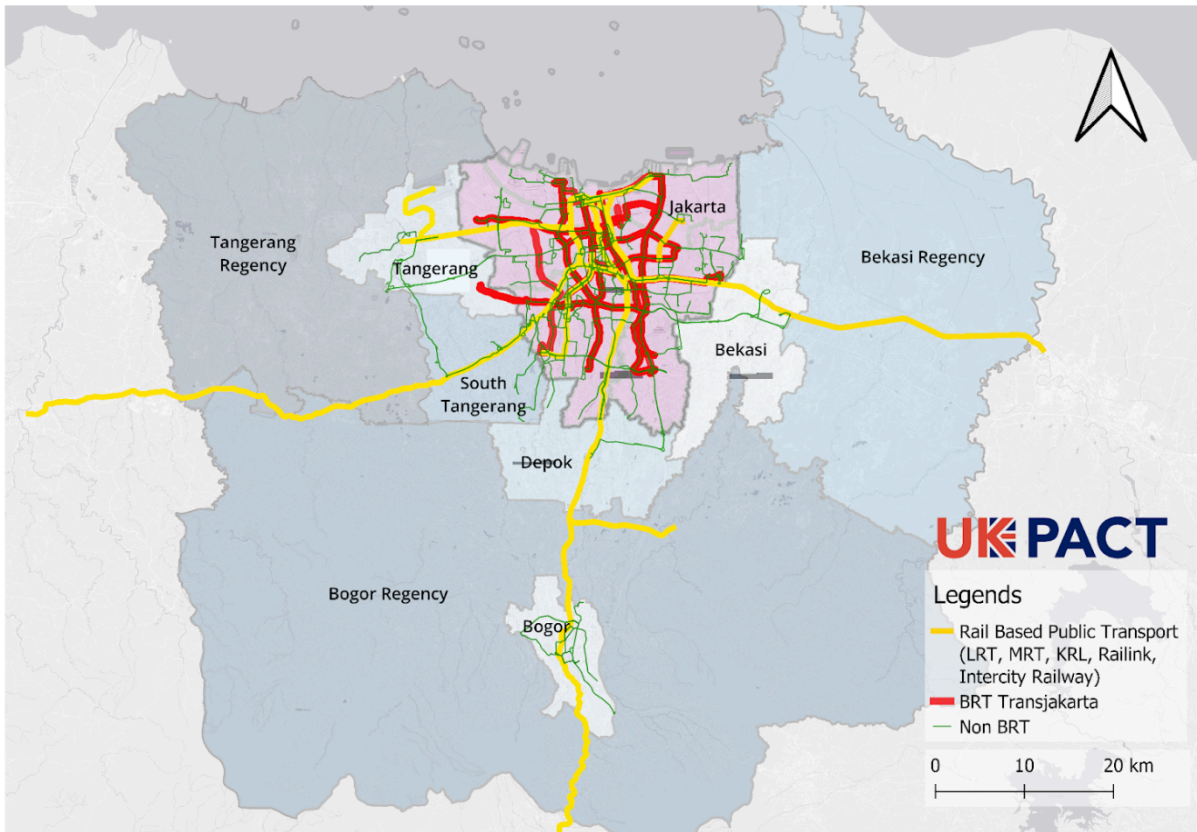 Jakarta
Tangerang
Regency
Tangerang
Bekasi Regency
Bekasi
South
Tangerang
Depok
Bogor Regency
Bogor
UK PACT
Legends
Rail Based Public Transport
(LRT, MRT, KRL, Railink,
Intercity Railway)
BRT Transjakarta
Non BRT
0 10 20 km